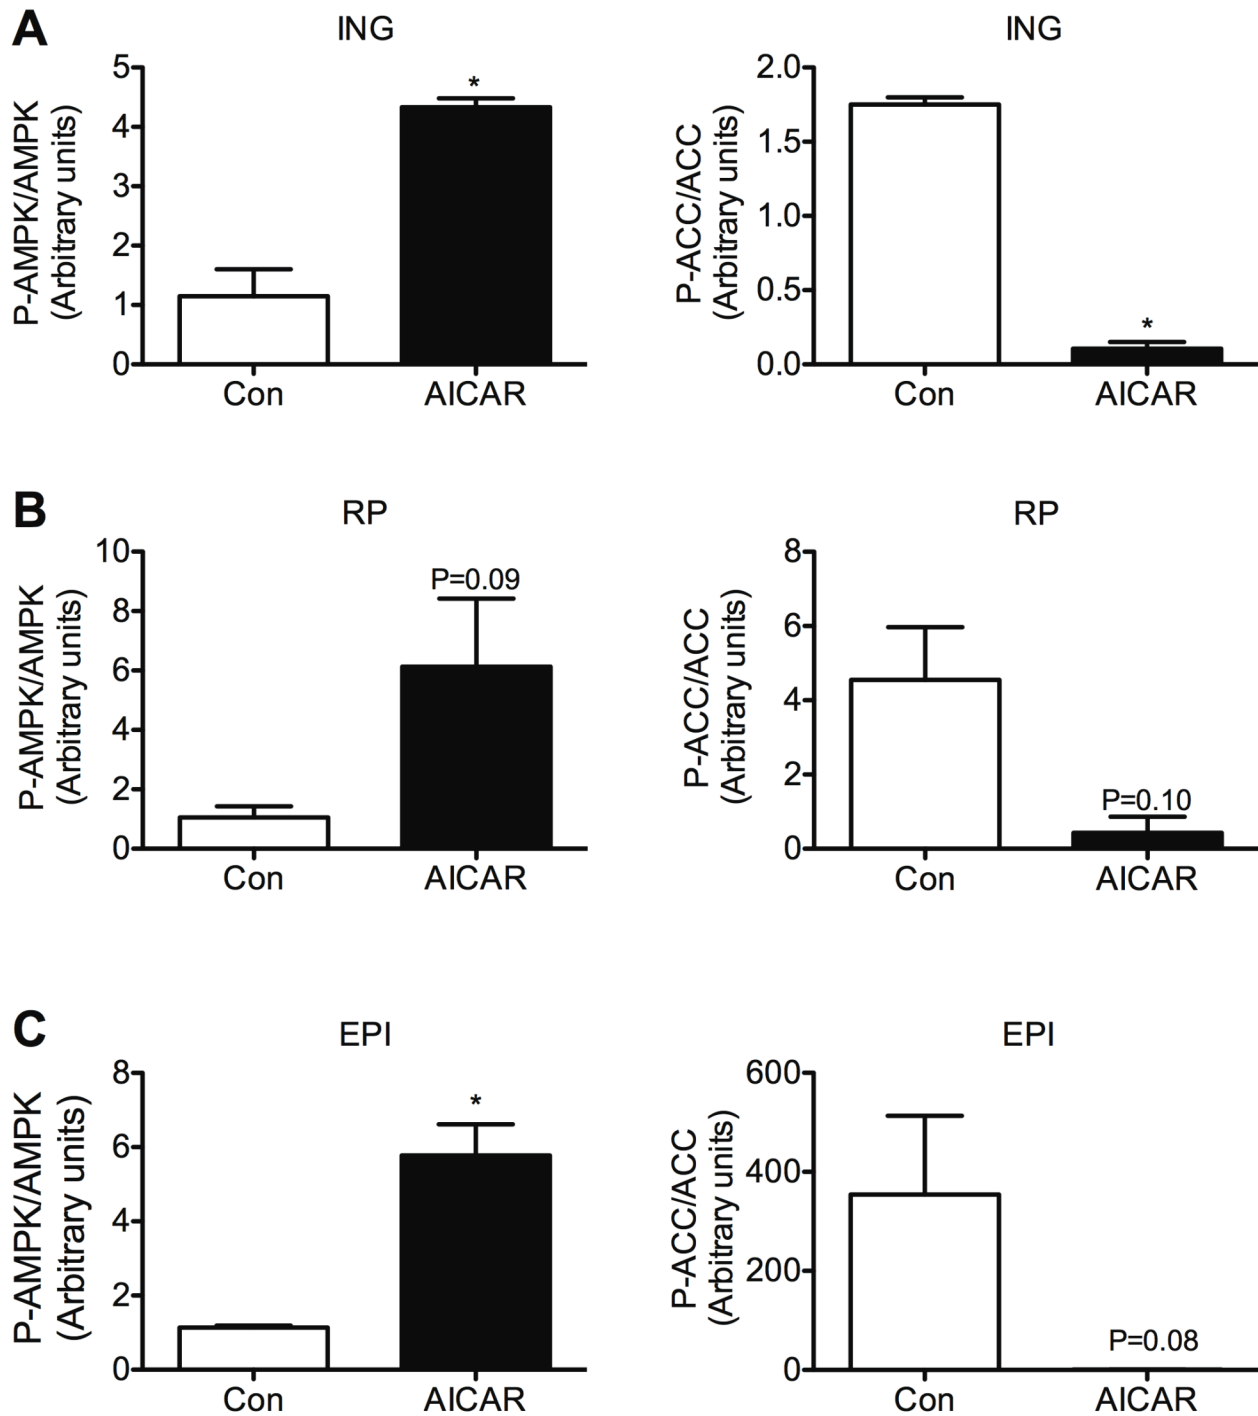 A
ING
P-AMPK/AMPK
(Arbitrary units)
5
4
3
2
1
0
*
Con
AICAR
ING
P-ACC/ACC
(Arbitrary units)
2.0
1.5
1.0
0.5
0.0
*
Con
AICAR
B
RP
P-AMPK/AMPK
(Arbitrary units)
10
8
6
4
2
0
P=0.09
Con
AICAR
RP
P-ACC/ACC
(Arbitrary units)
8
6
4
2
0
P=0.10
Con
AICAR
C
EPI
P-AMPK/AMPK
(Arbitrary units)
8
6
4
2
0
*
Con
AICAR
EPI
P-ACC/ACC
(Arbitrary units)
600
400
200
0
P=0.08
Con
AICAR